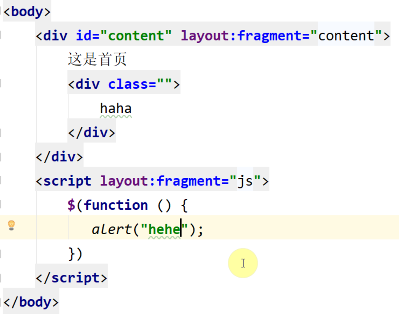 <body>
<div id="content" layout:fragment="content">
这是首页
<div class="">
haha
</div>
</div>
<script layout:fragment="js">
$(function () {
alert("hehe");
})
</script>
</body>